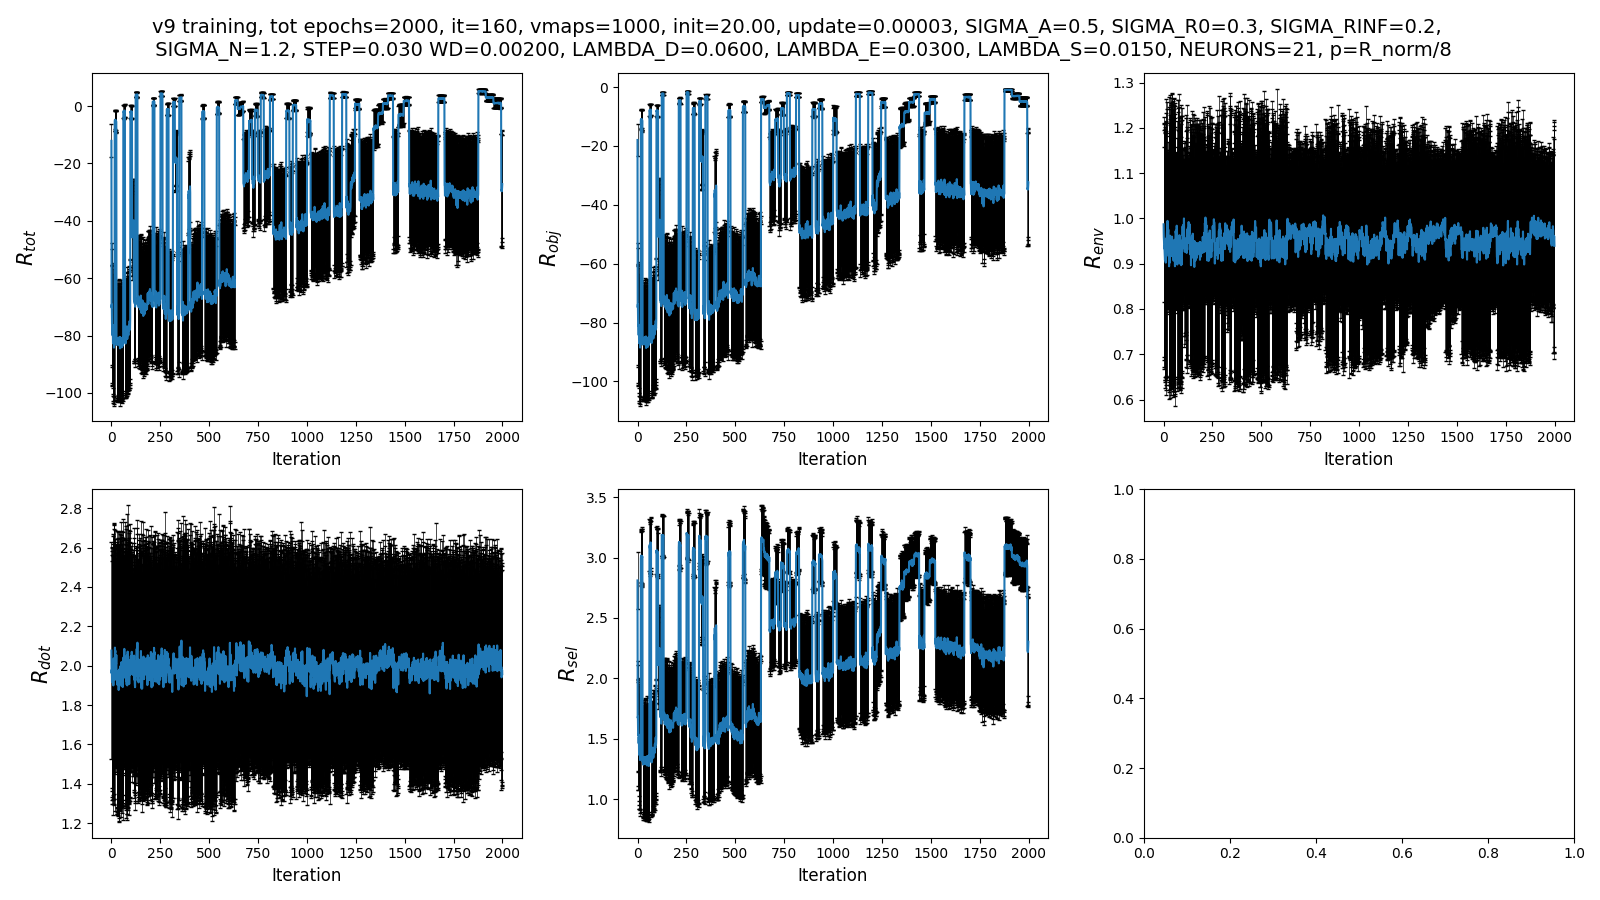 v9 training, tot epochs=2000, it=160, vmaps=1000, init=20.00, update=0.00003, SIGMA_A=0.5, SIGMA_R0=0.3, SIGMA_RINF=0.2,
SIGMA_N=1.2, STEP=0.030 WD=0.00200, LAMBDA_D=0.0600, LAMBDA_E=0.0300, LAMBDA_S=0.0150, NEURONS=21, p=R_norm/8
R_tot
0
−20
−40
−60
−80
−100
0 250 500 750 1000 1250 1500 1750 2000
Iteration
R_obj
0
−20
−40
−60
−80
−100
0 250 500 750 1000 1250 1500 1750 2000
Iteration
R_env
1.3
1.2
1.1
1.0
0.9
0.8
0.7
0.6
0 250 500 750 1000 1250 1500 1750 2000
Iteration
R_dot
2.8
2.6
2.4
2.2
2.0
1.8
1.6
1.4
1.2
0 250 500 750 1000 1250 1500 1750 2000
Iteration
R_sel
3.5
3.0
2.5
2.0
1.5
1.0
0 250 500 750 1000 1250 1500 1750 2000
Iteration
1.0
0.8
0.6
0.4
0.2
0.0
0.0 0.2 0.4 0.6 0.8 1.0